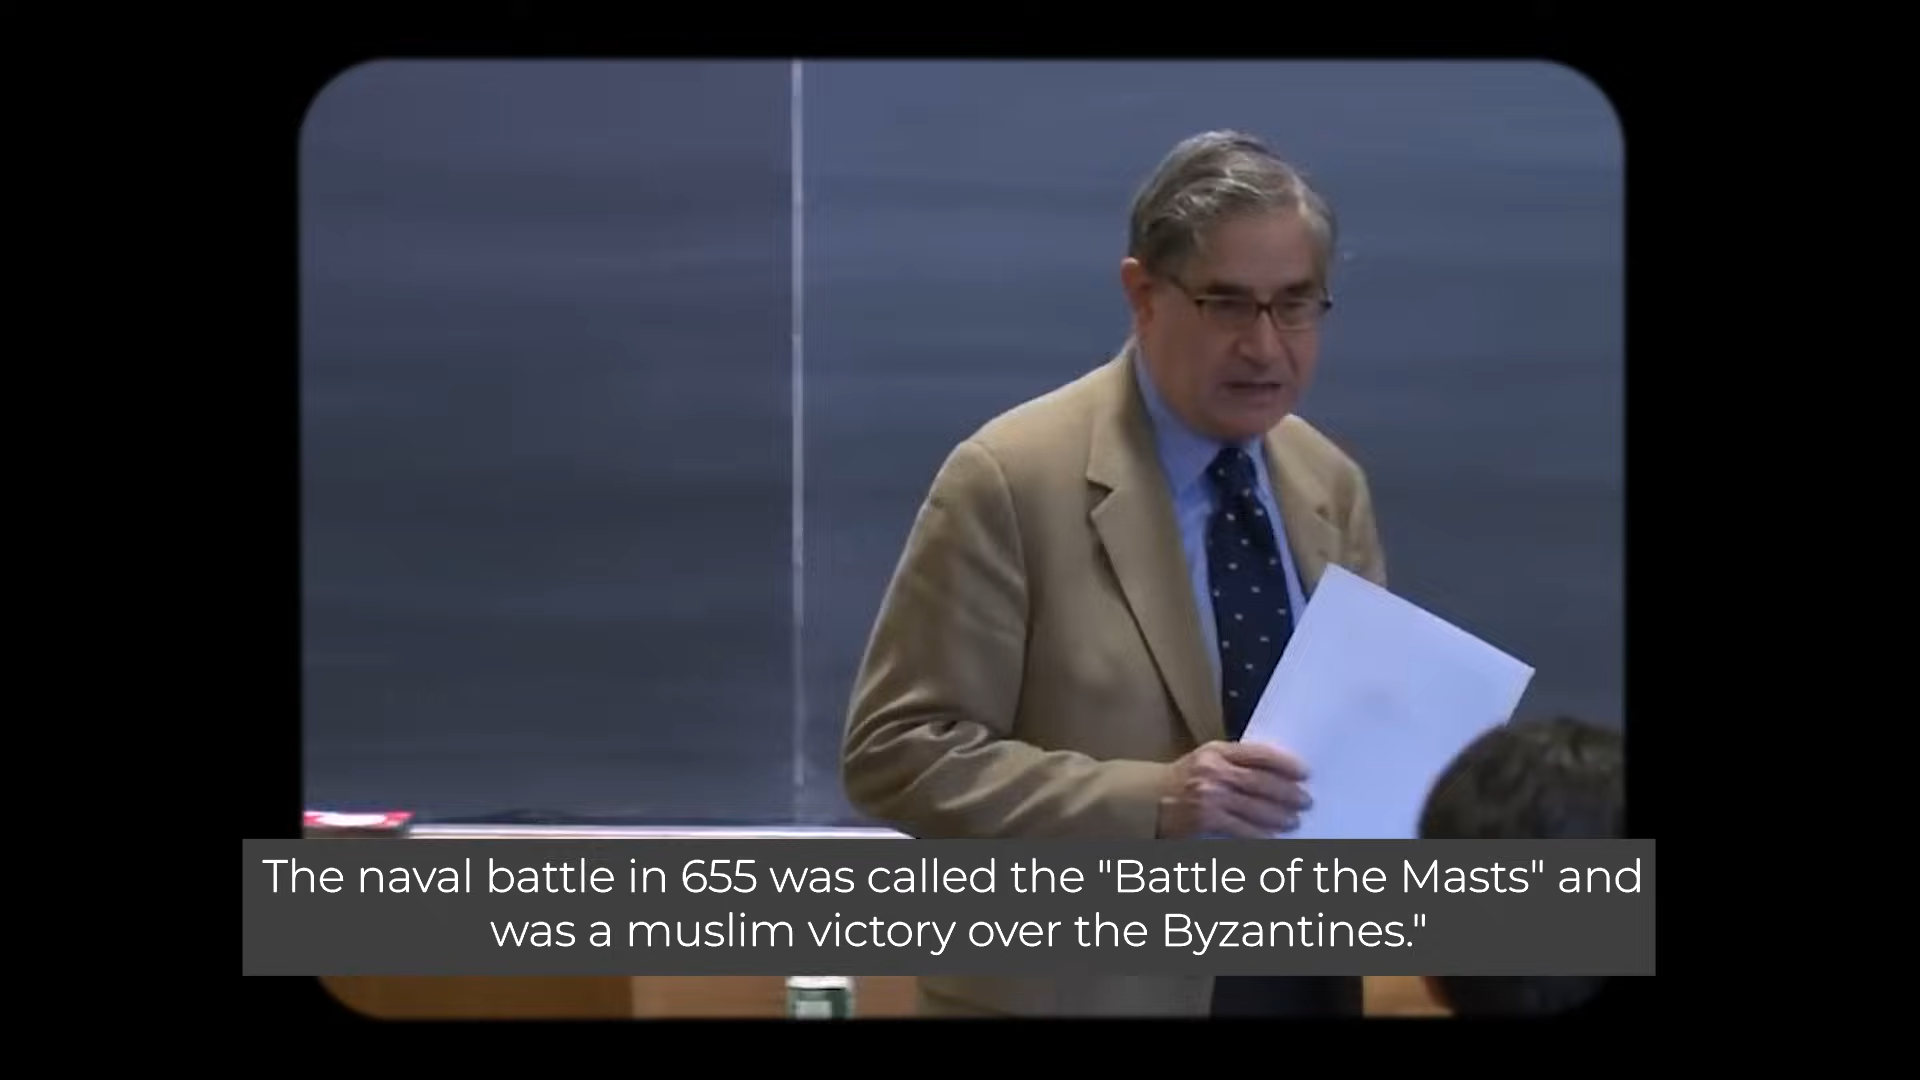 The naval battle in 655 was called the "Battle of the Masts" and
was a muslim victory over the Byzantines."